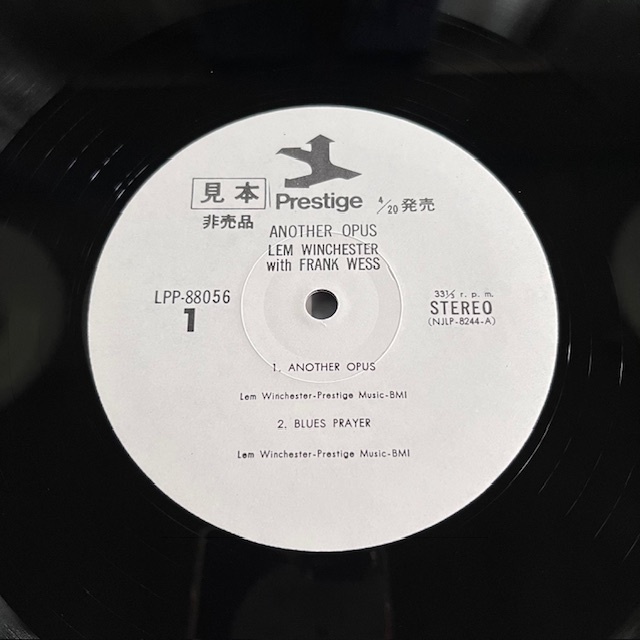 見本
Prestige
4/20 発売
非売品
ANOTHER OPUS
LEM WINCHESTER
with FRANK WESS
LPP-88056
1
33⅓ r. p. m.
STEREO
(NJLP-8244-A)
1. ANOTHER OPUS
Lem Winchester-Prestige Music-BMI
2. BLUES PRAYER
Lem Winchester-Prestige Music-BMI